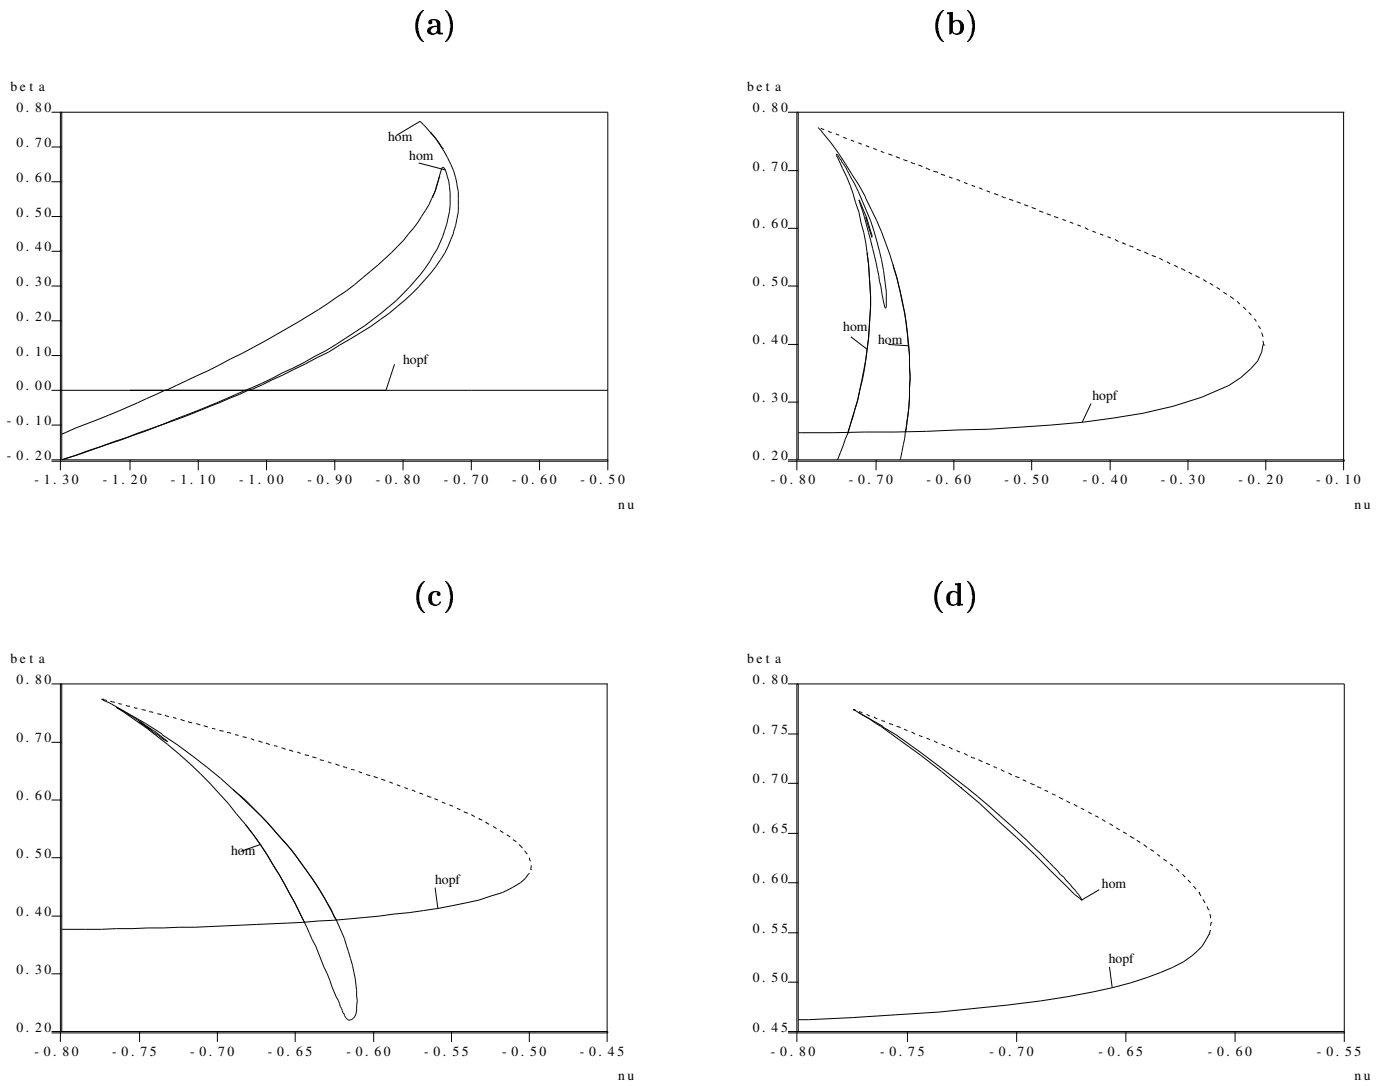 (a)
beta
0.80
0.70
0.60
0.50
0.40
0.30
0.20
0.10
0.00
-0.10
-0.20
hom
hom
hopf
-1.30 -1.20 -1.10 -1.00 -0.90 -0.80 -0.70 -0.60 -0.50
nu
(b)
beta
0.80
0.70
0.60
0.50
0.40
0.30
0.20
hom
hom
hopf
-0.80 -0.70 -0.60 -0.50 -0.40 -0.30 -0.20 -0.10
nu
(c)
beta
0.80
0.70
0.60
0.50
0.40
0.30
0.20
hom
hopf
-0.80 -0.75 -0.70 -0.65 -0.60 -0.55 -0.50 -0.45
nu
(d)
beta
0.80
0.75
0.70
0.65
0.60
0.55
0.50
0.45
hom
hopf
-0.80 -0.75 -0.70 -0.65 -0.60 -0.55
nu